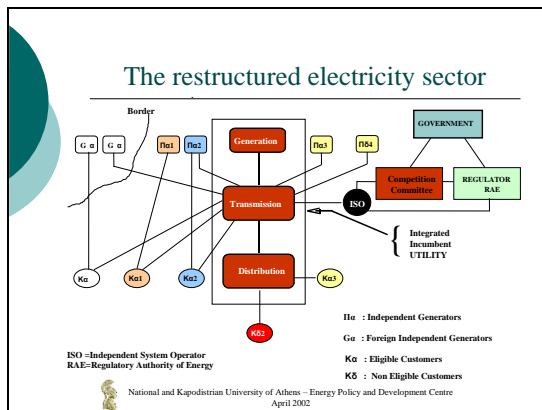 The restructured electricity sector
Border
GOVERNMENT
G α
G α
Πα1
Πα2
Generation
Πα3
Πδ4
Competition
Committee
REGULATOR
RAE
Transmission
ISO
{ Integrated
Incumbent
UTILITY
Κα
Κα1
Κα2
Distribution
Κα3
Κδ2
Πα : Independent Generators
Gα : Foreign Independent Generators
Κα : Eligible Customers
Κδ : Non Eligible Customers
ISO =Independent System Operator
RAE=Regulatory Authority of Energy
National and Kapodistrian University of Athens – Energy Policy and Development Centre
April 2002